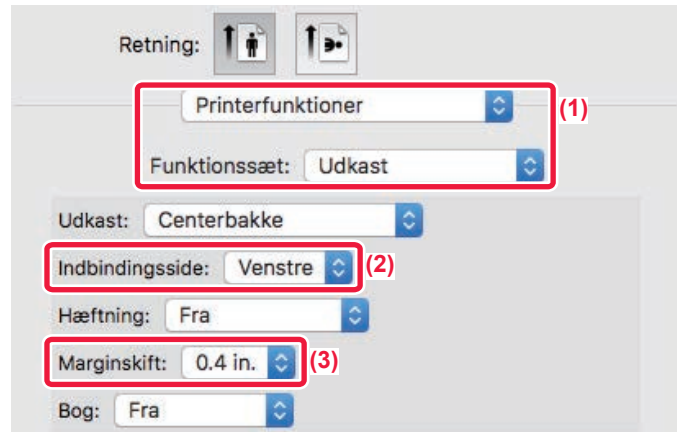 Retning:
Printerfunktioner (1)
Funktionssæt: Udkast
Udkast: Centerbakke
Indbindingsside: Venstre (2)
Hæftning: Fra
Marginskift: 0.4 in. (3)
Bog: Fra